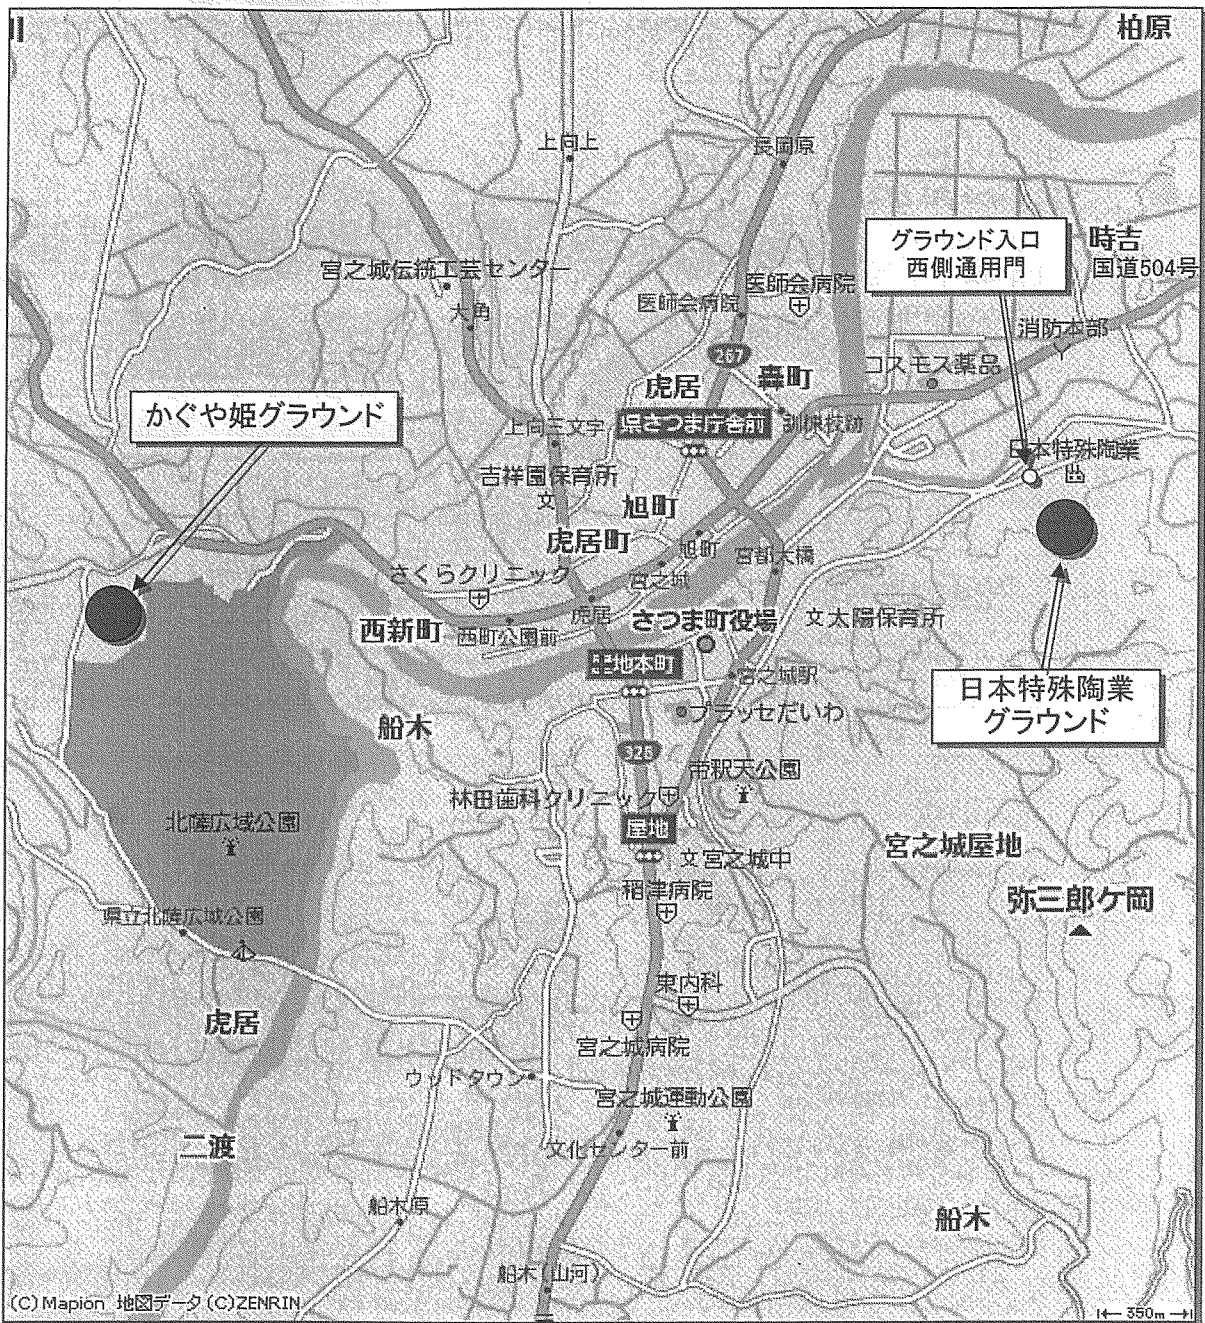 川
柏原
上向上
長岡原
グラウンド入口
西側通用門
時吉
国道504号
宮之城伝統工芸センター
大角
医師会病院
医師会病院
消防本部
267
コスモス薬品
虎居
轟町
かぐや姫グラウンド
県さつま庁舎前
訓練校跡
上向三文字
日本特殊陶業
吉祥園保育所
文
旭町
虎居町
旭町
宮都大橋
さくらクリニック
宮之城
虎居
さつま町役場
文太陽保育所
西新町
西町公園前
屋地本町
宮之城駅
日本特殊陶業
グラウンド
船木
プラッセだいわ
328
帝釈天公園
林田歯科クリニック
北薩広域公園
屋地
宮之城屋地
文宮之城中
稲津病院
弥三郎ケ岡
県立北薩広域公園
東内科
虎居
宮之城病院
ウッドタウン
宮之城運動公園
二渡
文化センター前
船木原
船木
船木(山河)
(C)Mapion 地図データ(C)ZENRIN
350m